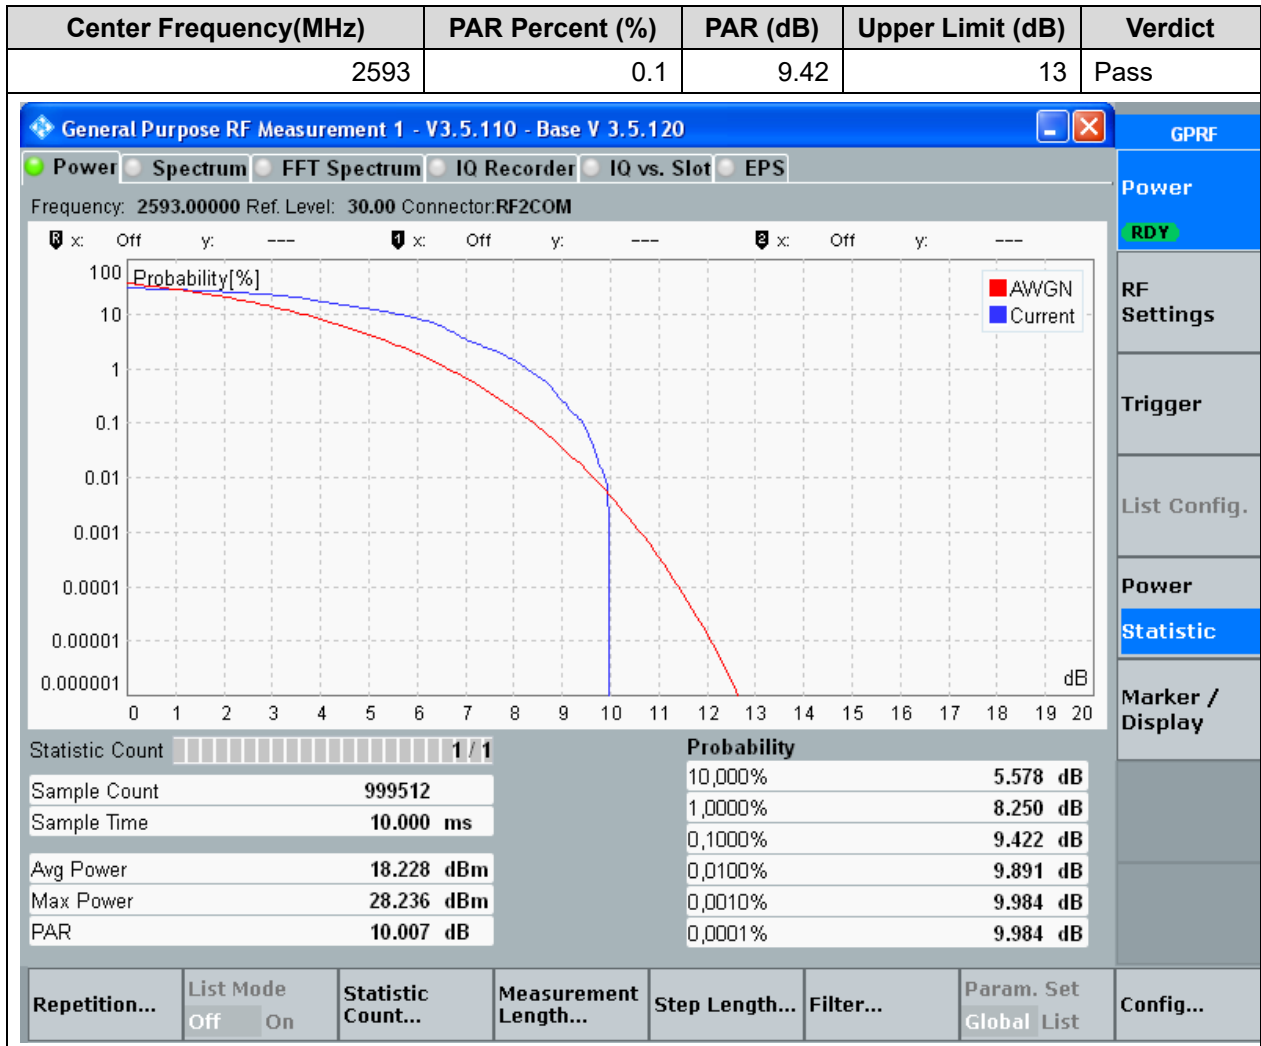 Center Frequency(MHz) PAR Percent (%) PAR (dB) Upper Limit (dB) Verdict
2593 0.1 9.42 13 Pass
General Purpose RF Measurement 1 - V3.5.110 - Base V 3.5.120
GPRF
Power Spectrum FFT Spectrum IQ Recorder IQ vs. Slot EPS
Power
RDY
Frequency: 2593.00000 Ref. Level: 30.00 Connector:RF2COM
R x: Off y: --- 1 x: Off y: --- 2 x: Off y: ---
Probability[%]
AWGN
Current
100
10
1
0.1
0.01
0.001
0.0001
0.00001
0.000001
dB
0 1 2 3 4 5 6 7 8 9 10 11 12 13 14 15 16 17 18 19 20
RF
Settings
Trigger
List Config.
Power
Statistic
Marker /
Display
Statistic Count 1 / 1
Sample Count 999512
Sample Time 10.000 ms
Avg Power 18.228 dBm
Max Power 28.236 dBm
PAR 10.007 dB
Probability
10,000% 5.578 dB
1,0000% 8.250 dB
0,1000% 9.422 dB
0,0100% 9.891 dB
0,0010% 9.984 dB
0,0001% 9.984 dB
Repetition...
List Mode
Off On
Statistic
Count...
Measurement
Length...
Step Length...
Filter...
Param. Set
Global List
Config...